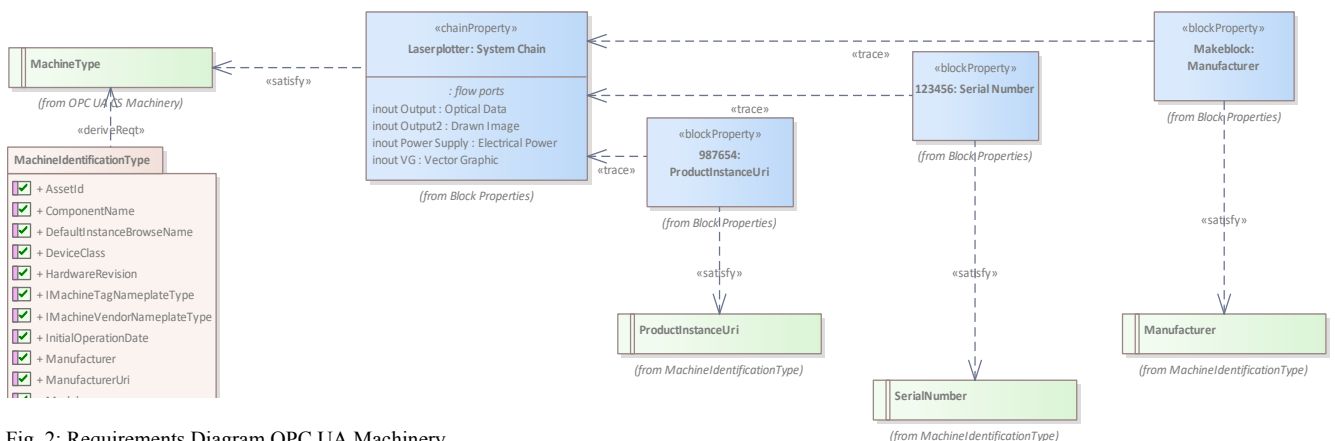 MachineType
(from OPC UA CS Machinery)
«deriveReqt»
MachineIdentificationType
+ AssetId
+ ComponentName
+ DefaultInstanceBrowseName
+ DeviceClass
+ HardwareRevision
+ IMachineTagNameplateType
+ IMachineVendorNameplateType
+ InitialOperationDate
+ Manufacturer
+ ManufacturerUri
«satisfy»
«chainProperty»
Laserplotter: System Chain
: flow ports
inout Output : Optical Data
inout Output2 : Drawn Image
inout Power Supply : Electrical Power
inout VG : Vector Graphic
(from Block Properties)
«trace»
«trace»
«trace»
«blockProperty»
987654:
ProductInstanceUri
(from Block Properties)
«satisfy»
ProductInstanceUri
(from MachineIdentificationType)
«blockProperty»
123456: Serial Number
(from Block Properties)
«satisfy»
SerialNumber
(from MachineIdentificationType)
«blockProperty»
Makeblock:
Manufacturer
(from Block Properties)
«satisfy»
Manufacturer
(from MachineIdentificationType)
Fig. 2: Requirements Diagram OPC UA Machinery